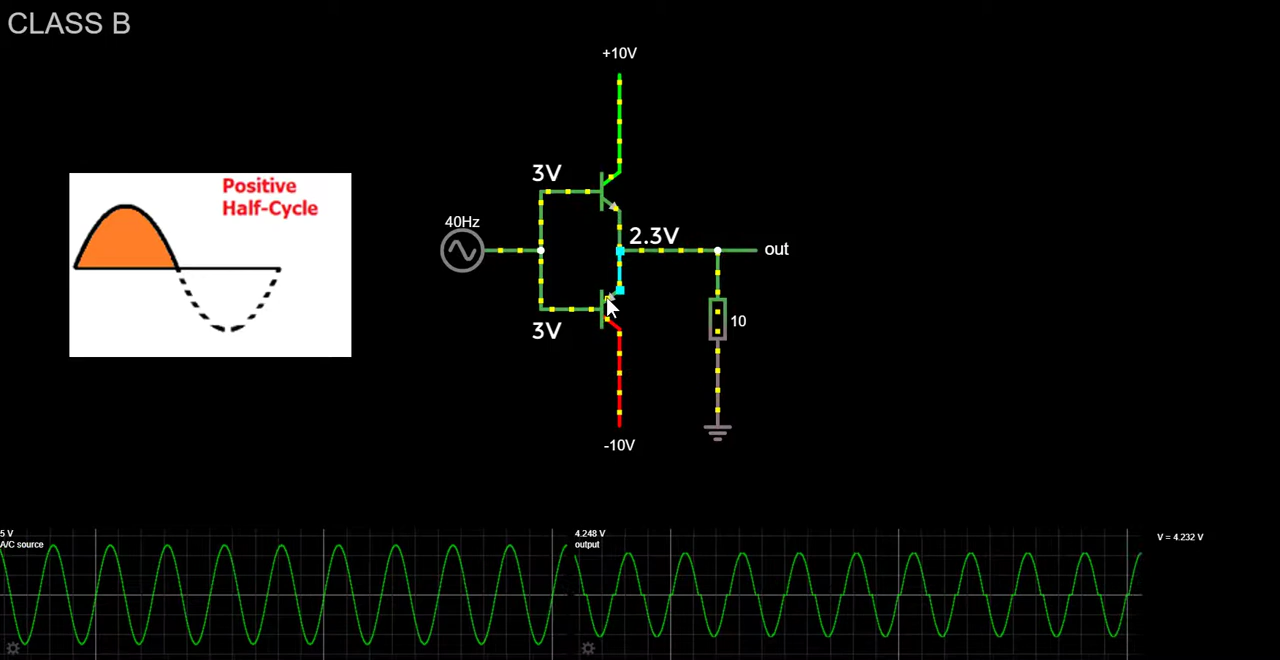 CLASS B
+10V
Positive
Half-Cycle
3V
40Hz
2.3V
out
3V
10
-10V
5 V
A/C source
4.248 V
output
V = 4.232 V